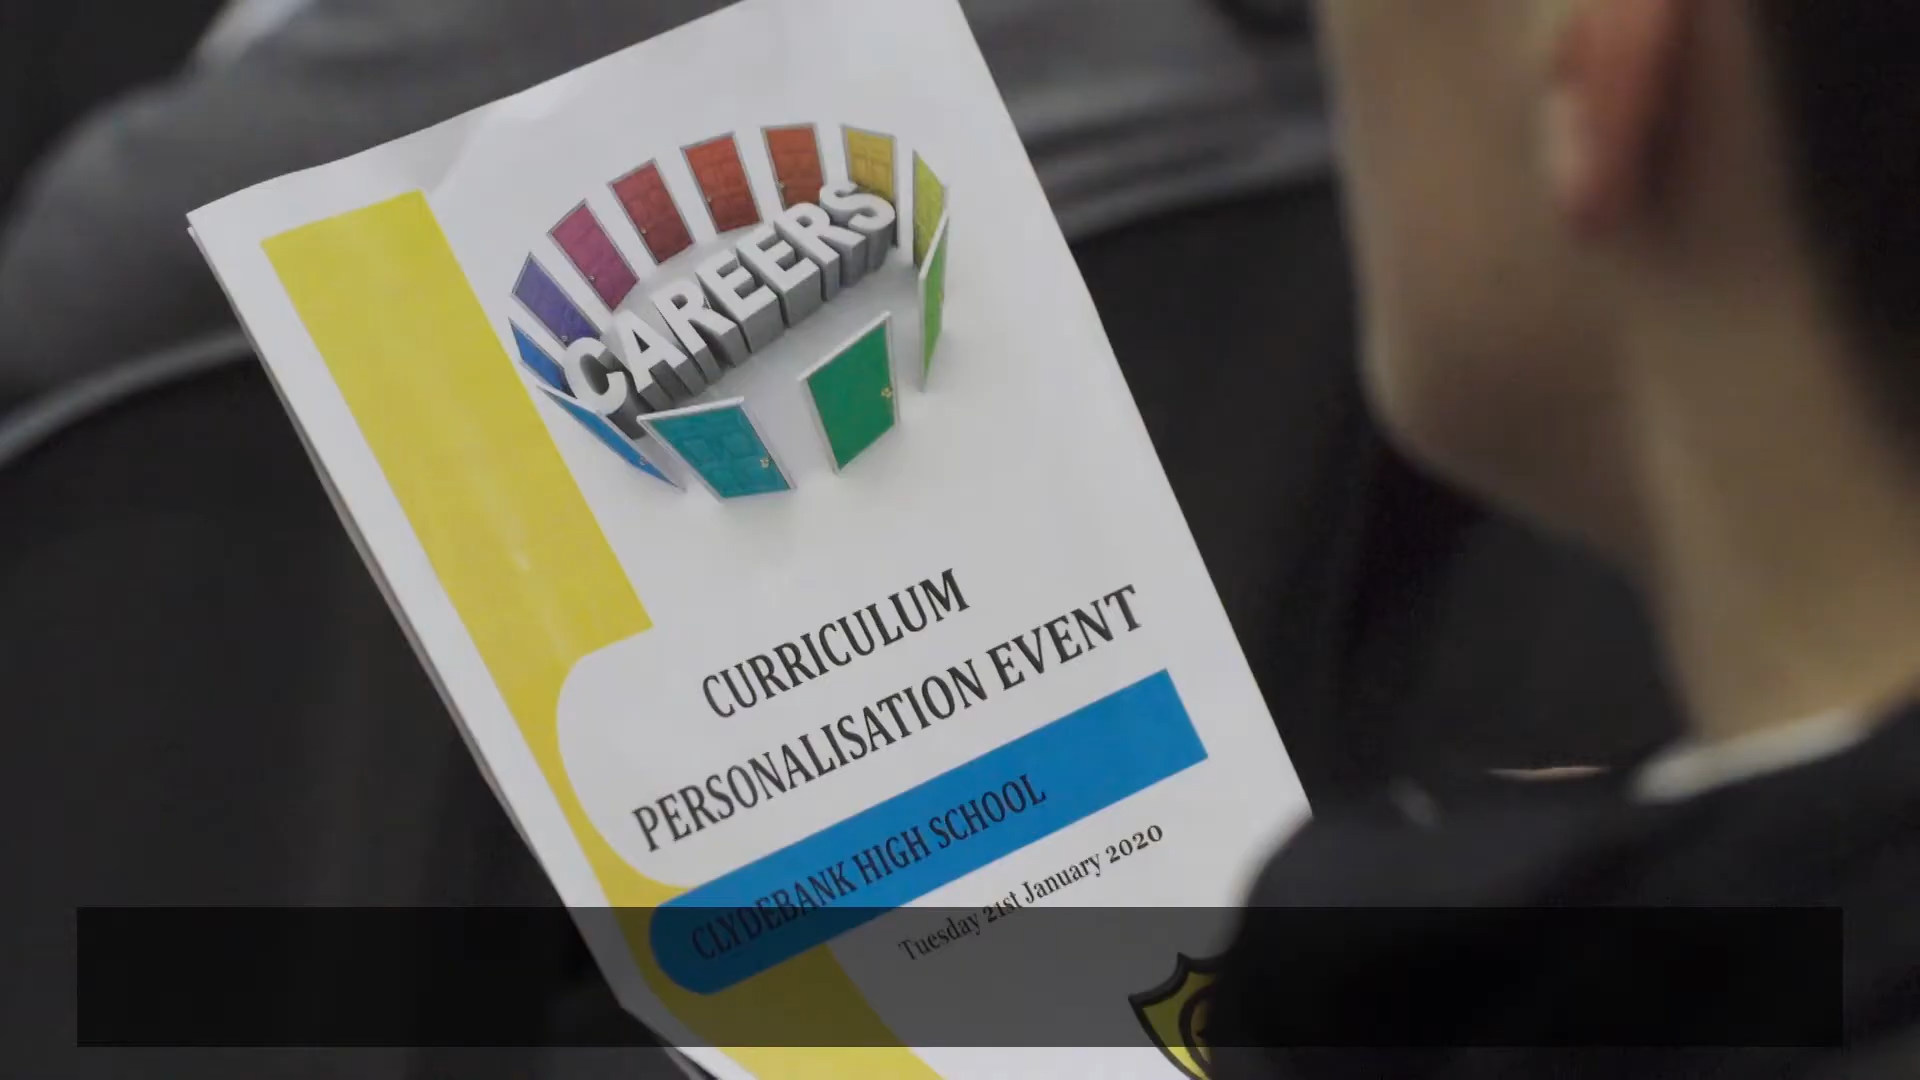 CAREERS
CURRICULUM
PERSONALISATION EVENT
CLYDEBANK HIGH SCHOOL
Tuesday 21st January 2020